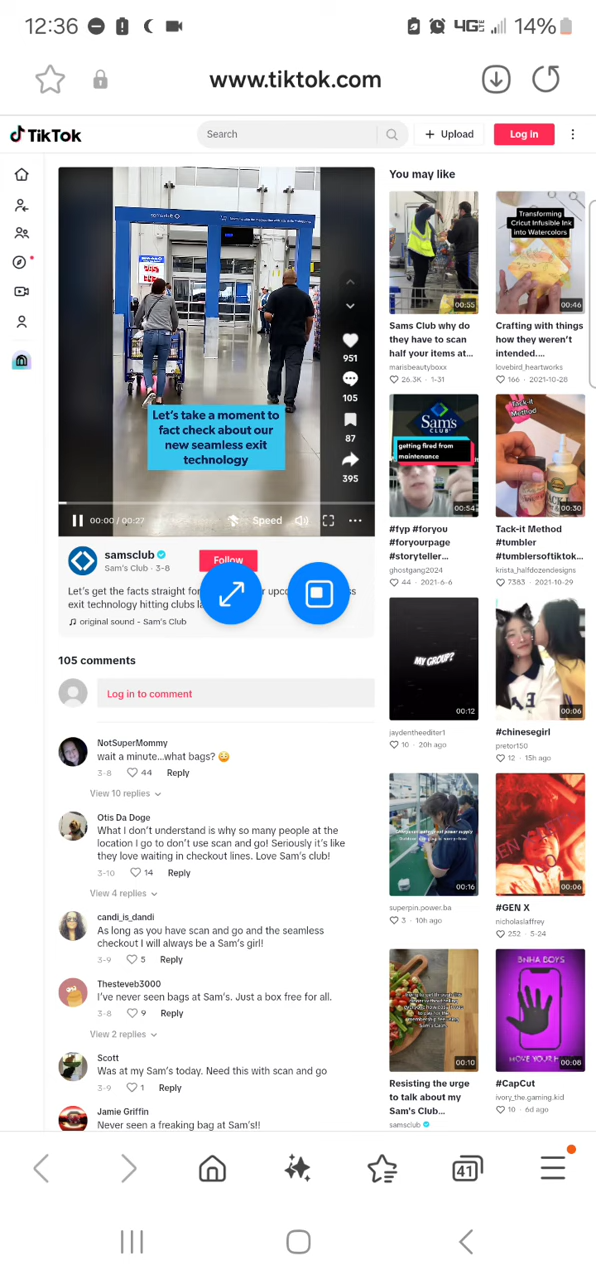 12:36
4G LTE
14%
www.tiktok.com
TikTok
Search
+ Upload
Log in
Let's take a moment to
fact check about our
new seamless exit
technology
951
105
87
395
00:00 / 00:27
Speed
samsclub
Sam's Club · 3-8
Follow
Let's get the facts straight for
exit technology hitting clubs
♫ original sound - Sam's Club
105 comments
Log in to comment
NotSuperMommy
wait a minute...what bags? 😳
3-8
44
Reply
View 10 replies
Otis Da Doge
What I don't understand is why so many people at the
location I go to don't use scan and go! Seriously it's like
they love waiting in checkout lines. Love Sam's club!
3-10
14
Reply
View 4 replies
candi_is_dandi
As long as you have scan and go and the seamless
checkout I will always be a Sam's girl!
3-9
5
Reply
Thesteveb3000
I've never seen bags at Sam's. Just a box free for all.
3-8
9
Reply
View 2 replies
Scott
Was at my Sam's today. Need this with scan and go
3-9
1
Reply
Jamie Griffin
Never seen a freaking bag at Sam's!!
You may like
00:55
Sams Club why do
they have to scan
half your items at...
marisbeautyboxx
26.3K · 1-31
Transforming
Cricut Infusible Ink
into Watercolors
00:46
Crafting with things
how they weren't
intended....
lovebird_heartworks
166 · 2021-10-28
Sam's
CLUB
getting fired from
maintenance
00:54
#fyp #foryou
#foryourpage
#storyteller...
ghostgang2024
44 · 2021-6-6
Tack-it
Method
00:30
Tack-it Method
#tumbler
#tumblersoftiktok...
krista_halfdozendesigns
7383 · 2021-10-29
MY GROUP?
00:12
jaydentheediter1
10 · 20h ago
00:06
#chinesegirl
pretor150
12 · 15h ago
00:16
superpin.power.ba
3 · 10h ago
00:06
#GEN X
nicholaslaffrey
252 · 5-24
00:10
Resisting the urge
to talk about my
Sam's Club...
samsclub
BNHA BOYS
00:08
#CapCut
ivory_the.gaming.kid
10 · 6d ago
41